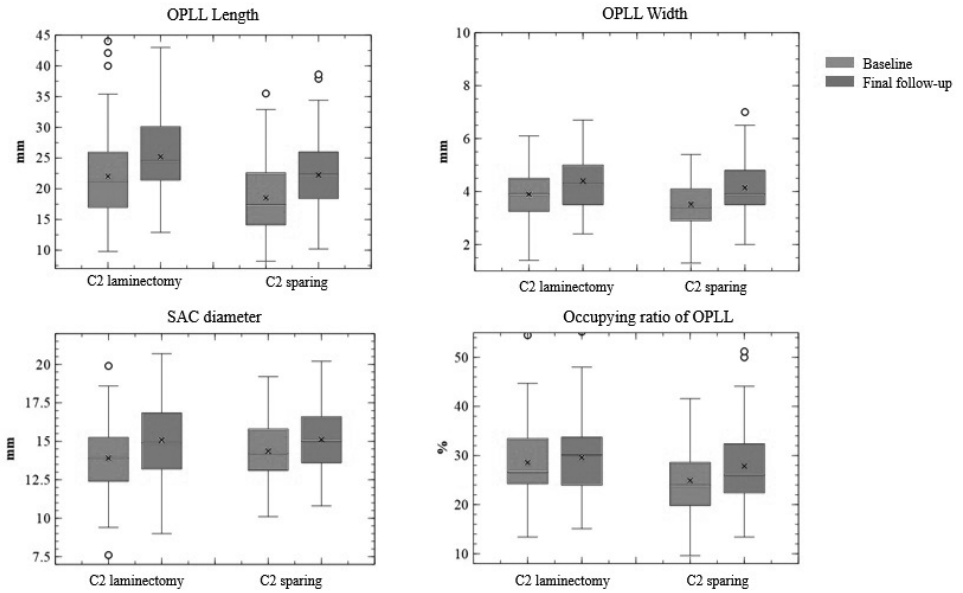 OPLL Length
45
40
35
30
25
20
15
10
mm
C2 laminectomy C2 sparing
OPLL Width
10
8
6
4
2
mm
C2 laminectomy C2 sparing
Baseline
Final follow-up
SAC diameter
20
17.5
15
12.5
10
7.5
mm
C2 laminectomy C2 sparing
Occupying ratio of OPLL
50
40
30
20
10
%
C2 laminectomy C2 sparing